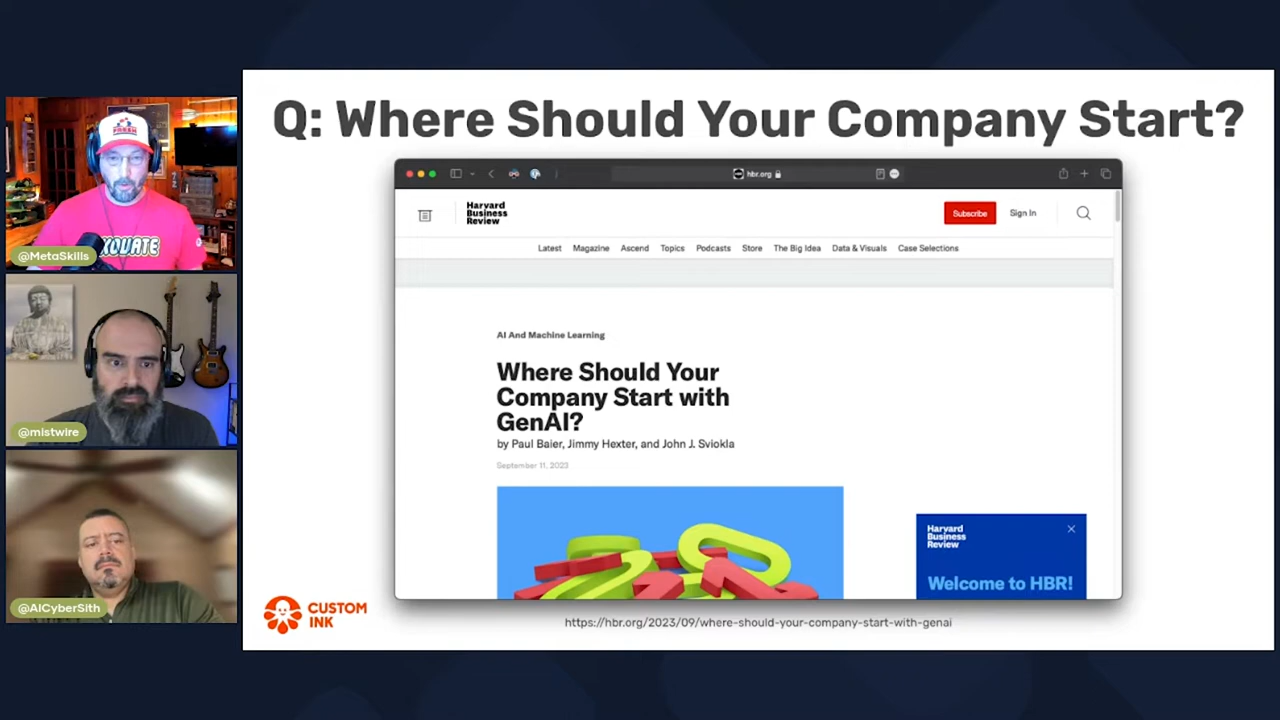 Q: Where Should Your Company Start?
hbr.org
Harvard
Business
Review
Subscribe
Sign In
Latest Magazine Ascend Topics Podcasts Store The Big Idea Data & Visuals Case Selections
AI And Machine Learning
Where Should Your
Company Start with
GenAI?
by Paul Baier, Jimmy Hexter, and John J. Sviokla
September 11, 2023
Harvard
Business
Review
Welcome to HBR!
CUSTOM
INK
https://hbr.org/2023/09/where-should-your-company-start-with-genai
FRESH
XQUATE
@MetaSkills
@mistwire
@AICyberSith